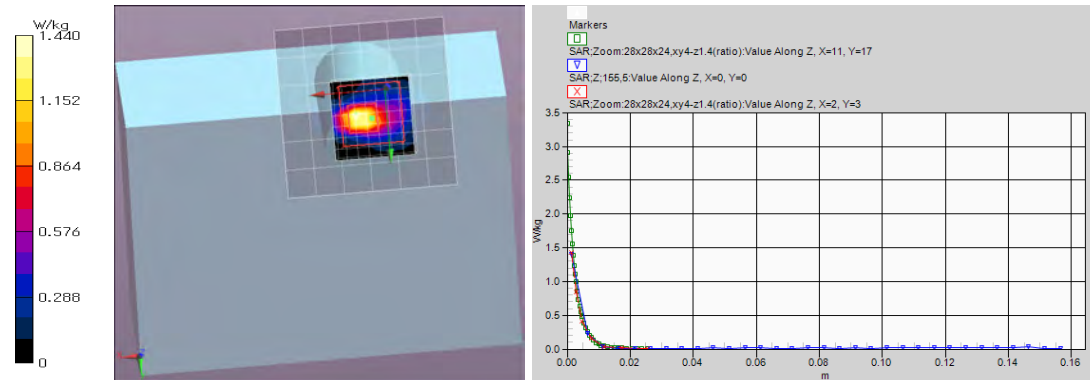 W/kg
1.440
1.152
0.864
0.576
0.288
0
Markers
SAR;Zoom:28x28x24,xy4-z1.4(ratio):Value Along Z, X=11, Y=17
SAR;Z;155,5:Value Along Z, X=0, Y=0
SAR;Zoom:28x28x24,xy4-z1.4(ratio):Value Along Z, X=2, Y=3
3.5
3.0
2.5
2.0
W/kg
1.5
1.0
0.5
0.0
0.00 0.02 0.04 0.06 0.08 0.10 0.12 0.14 0.16
m